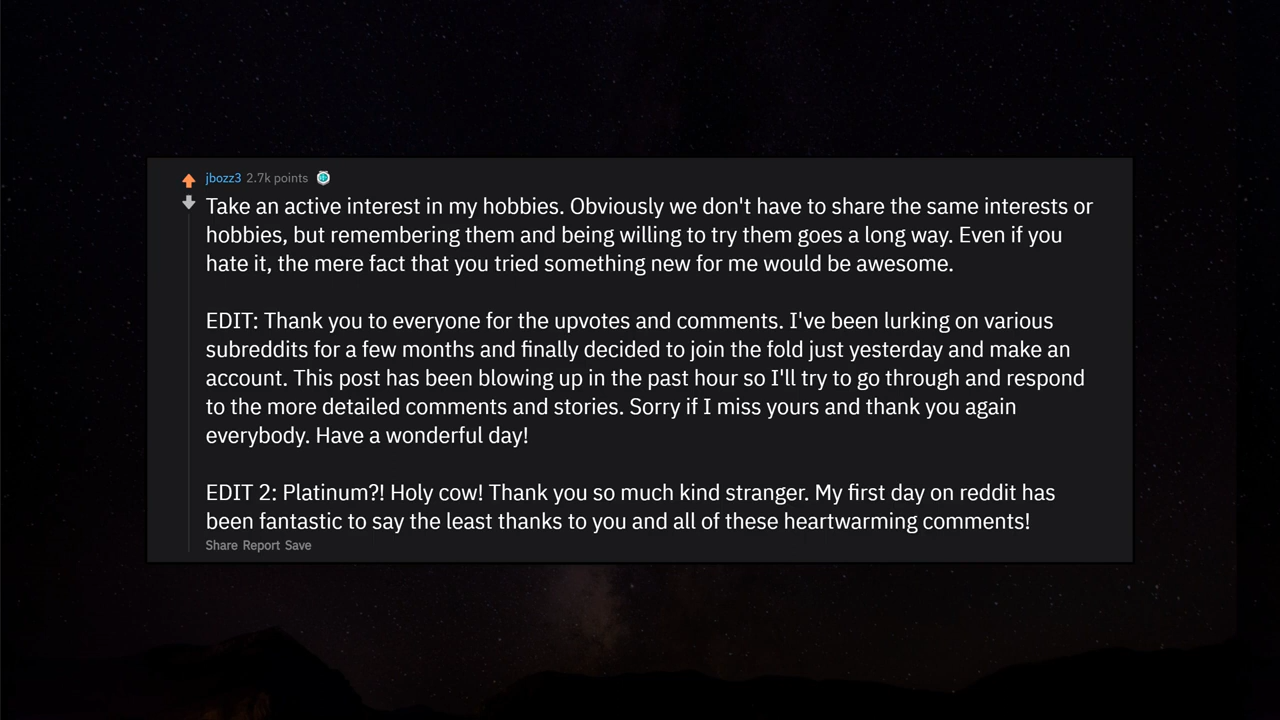 jbozz3 2.7k points
Take an active interest in my hobbies. Obviously we don't have to share the same interests or
hobbies, but remembering them and being willing to try them goes a long way. Even if you
hate it, the mere fact that you tried something new for me would be awesome.
EDIT: Thank you to everyone for the upvotes and comments. I've been lurking on various
subreddits for a few months and finally decided to join the fold just yesterday and make an
account. This post has been blowing up in the past hour so I'll try to go through and respond
to the more detailed comments and stories. Sorry if I miss yours and thank you again
everybody. Have a wonderful day!
EDIT 2: Platinum?! Holy cow! Thank you so much kind stranger. My first day on reddit has
been fantastic to say the least thanks to you and all of these heartwarming comments!
Share Report Save